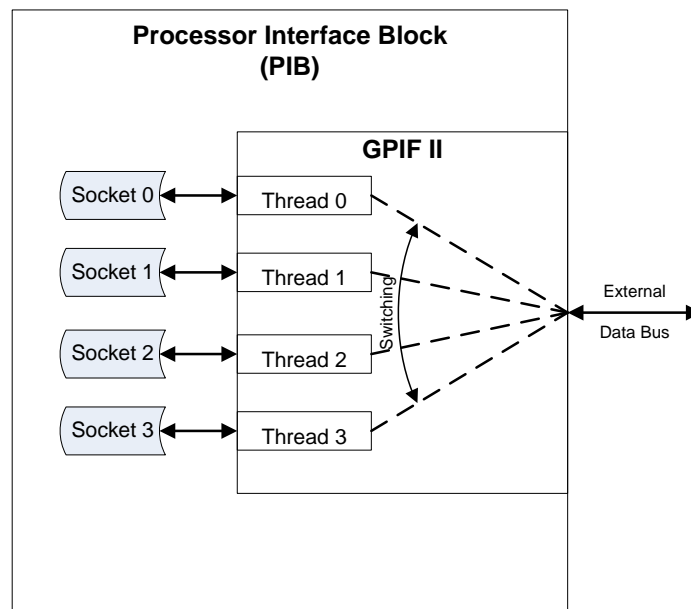 Processor Interface Block
(PIB)
GPIF II
Socket 0
Thread 0
Socket 1
Thread 1
Switching
External
Data Bus
Socket 2
Thread 2
Socket 3
Thread 3